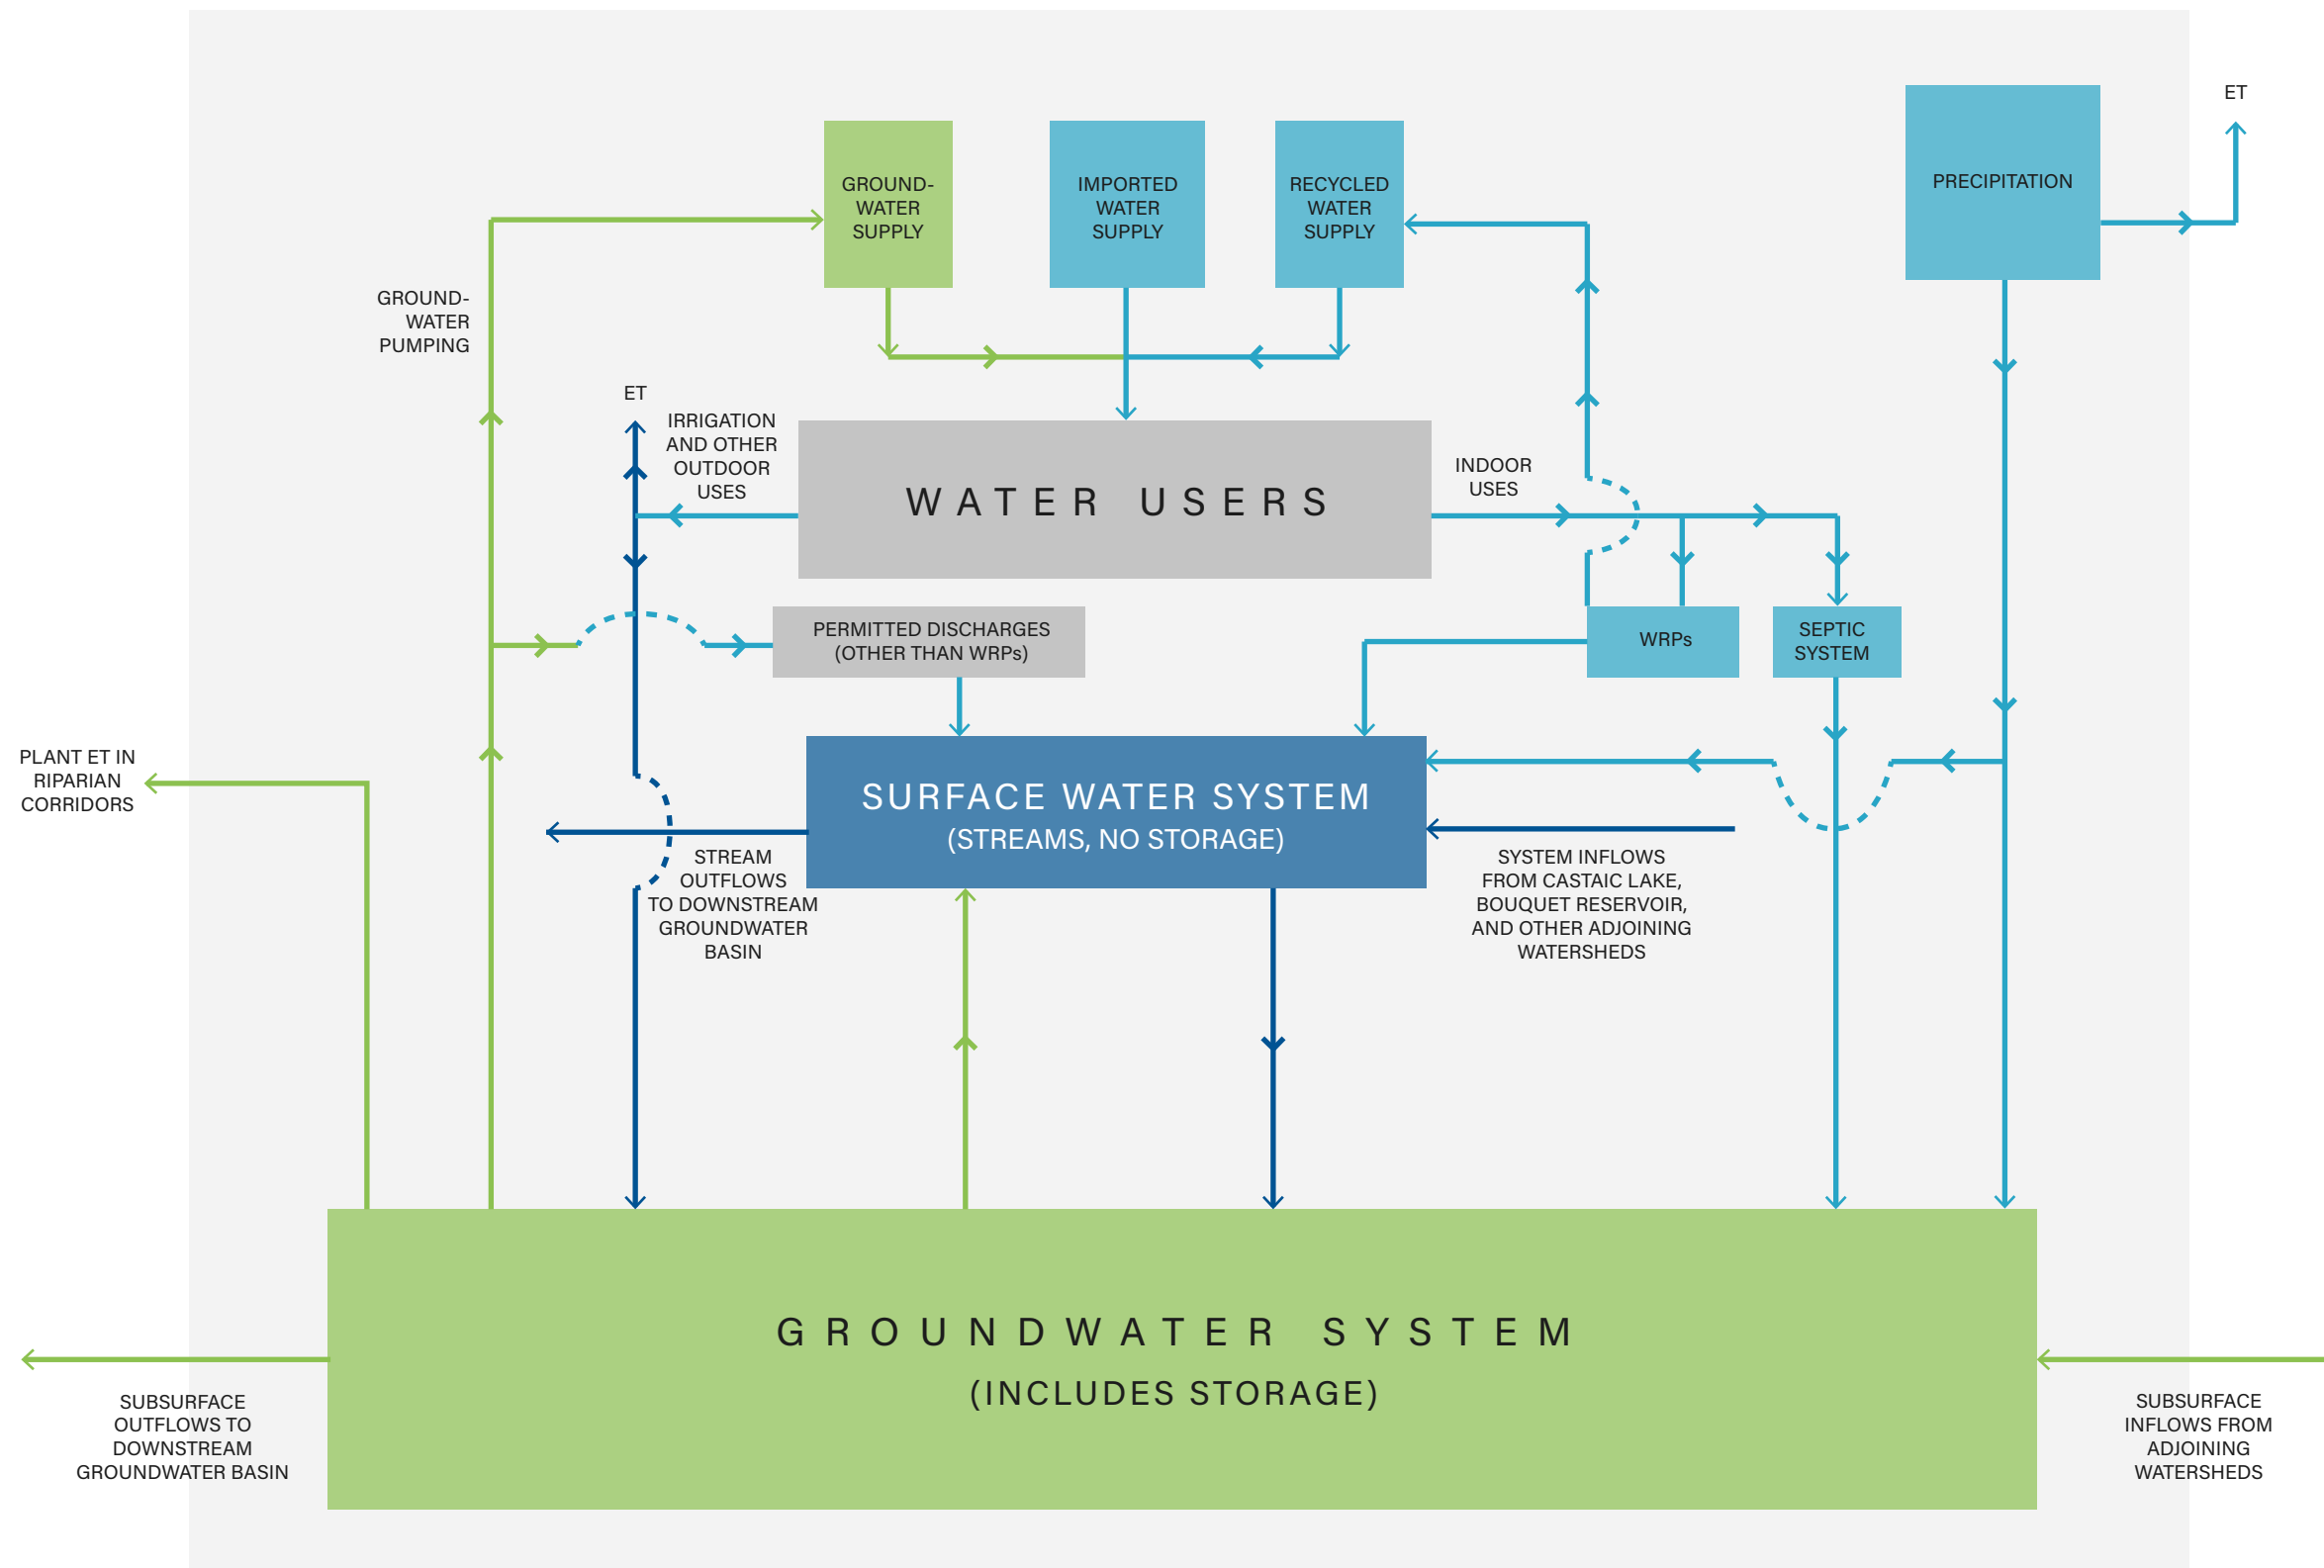 ET
PRECIPITATION
GROUND-
WATER
SUPPLY
IMPORTED
WATER
SUPPLY
RECYCLED
WATER
SUPPLY
GROUND-
WATER
PUMPING
ET
IRRIGATION
AND OTHER
OUTDOOR
USES
WATER USERS
INDOOR
USES
PERMITTED DISCHARGES
(OTHER THAN WRPs)
WRPs
SEPTIC
SYSTEM
PLANT ET IN
RIPARIAN
CORRIDORS
SURFACE WATER SYSTEM
(STREAMS, NO STORAGE)
STREAM
OUTFLOWS
TO DOWNSTREAM
GROUNDWATER
BASIN
SYSTEM INFLOWS
FROM CASTAIC LAKE,
BOUQUET RESERVOIR,
AND OTHER ADJOINING
WATERSHEDS
GROUNDWATER SYSTEM
(INCLUDES STORAGE)
SUBSURFACE
OUTFLOWS TO
DOWNSTREAM
GROUNDWATER BASIN
SUBSURFACE
INFLOWS FROM
ADJOINING
WATERSHEDS